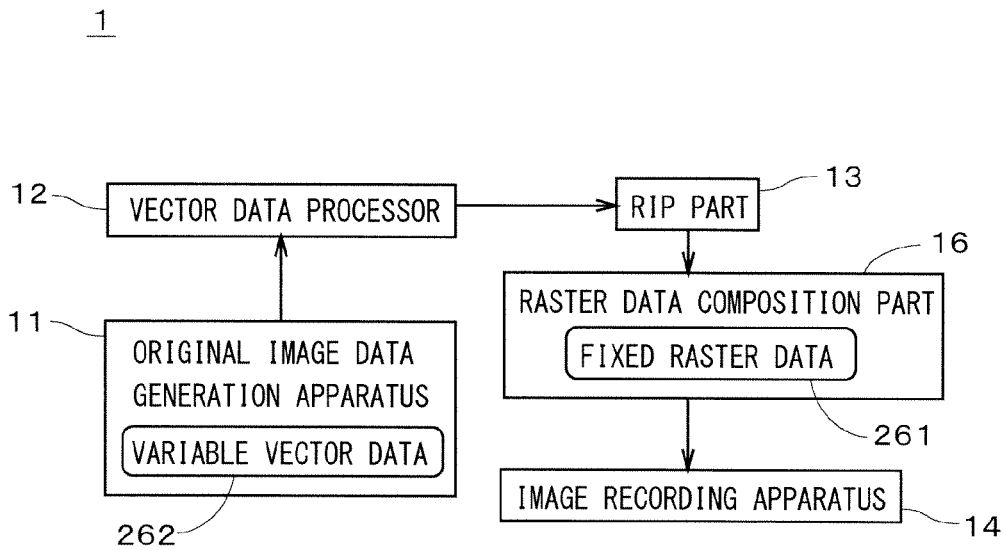 1
12
VECTOR DATA PROCESSOR
13
RIP PART
16
RASTER DATA COMPOSITION PART
FIXED RASTER DATA
261
11
ORIGINAL IMAGE DATA
GENERATION APPARATUS
VARIABLE VECTOR DATA
262
IMAGE RECORDING APPARATUS
14